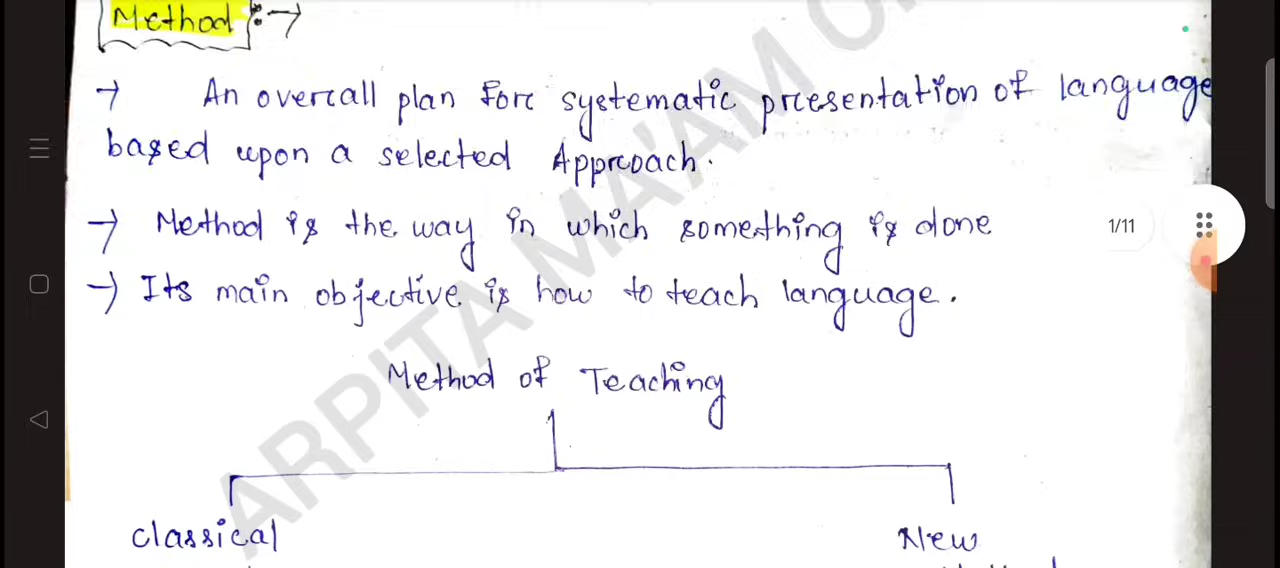 Method :→
→ An overall plan for systematic presentation of language
based upon a selected Approach.
→ Method is the way in which something is done
1/11
→ Its main objective is how to teach language.
Method of Teaching
Classical
New
ARPITA MA'AM